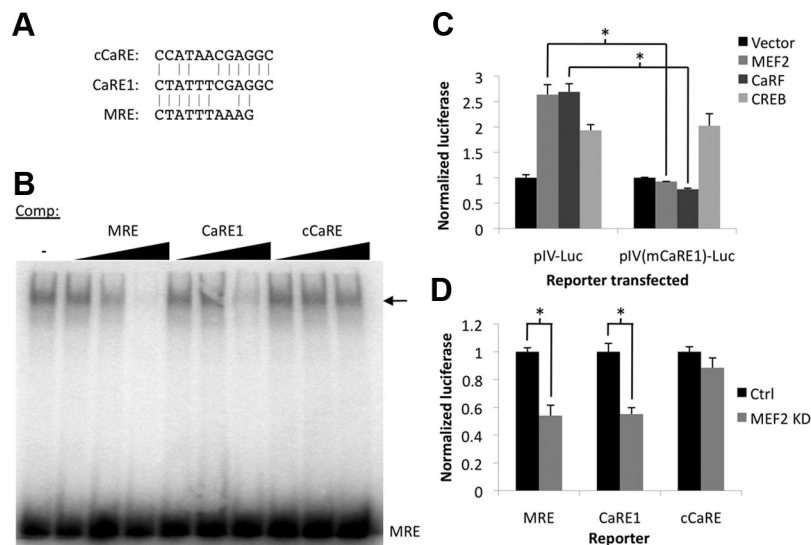 A
cCaRE: CCATAACGAGGC
CaRE1: CTATTTCGAGGC
MRE: CTATTTAAAG
B
Comp:
- MRE CaRE1 cCaRE
MRE
C
Normalized luciferase
3
2.5
2
1.5
1
0.5
0
* *
Vector
MEF2
CaRF
CREB
pIV-Luc pIV(mCaRE1)-Luc
Reporter transfected
D
Normalized luciferase
1.2
1
0.8
0.6
0.4
0.2
0
* *
Ctrl
MEF2 KD
MRE CaRE1 cCaRE
Reporter